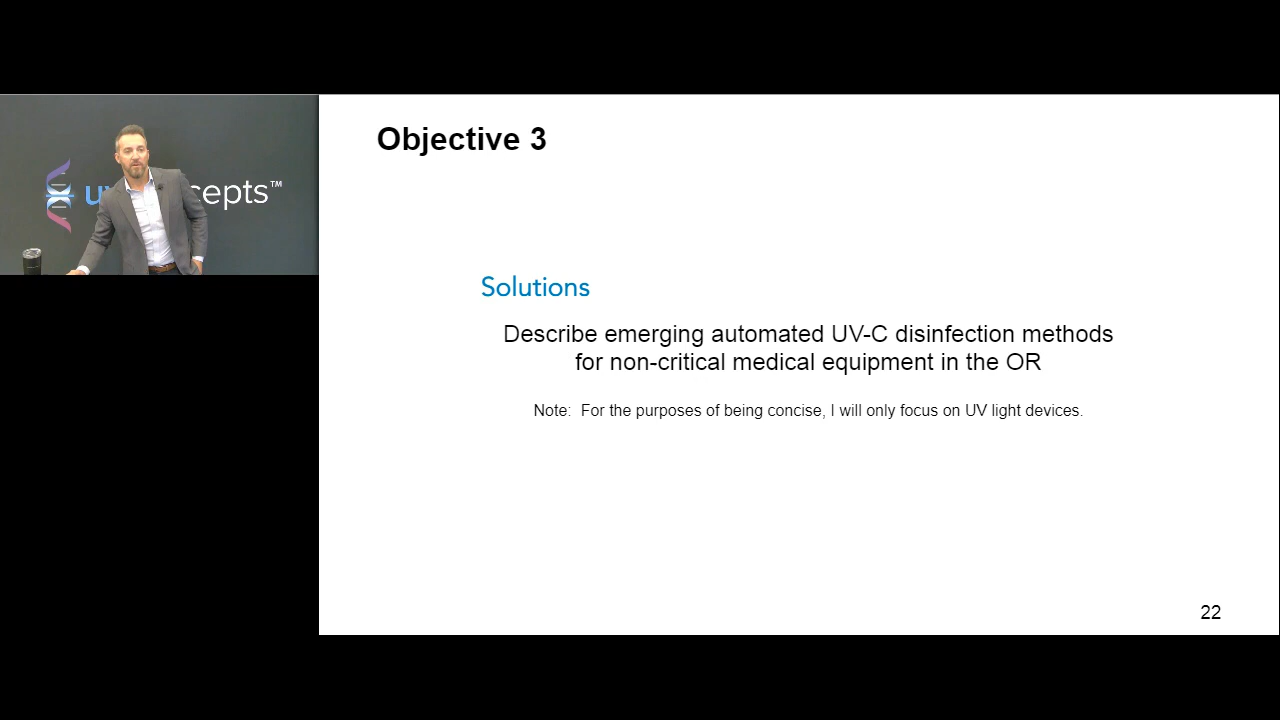 Objective 3
Solutions
Describe emerging automated UV-C disinfection methods
for non-critical medical equipment in the OR
Note: For the purposes of being concise, I will only focus on UV light devices.
22